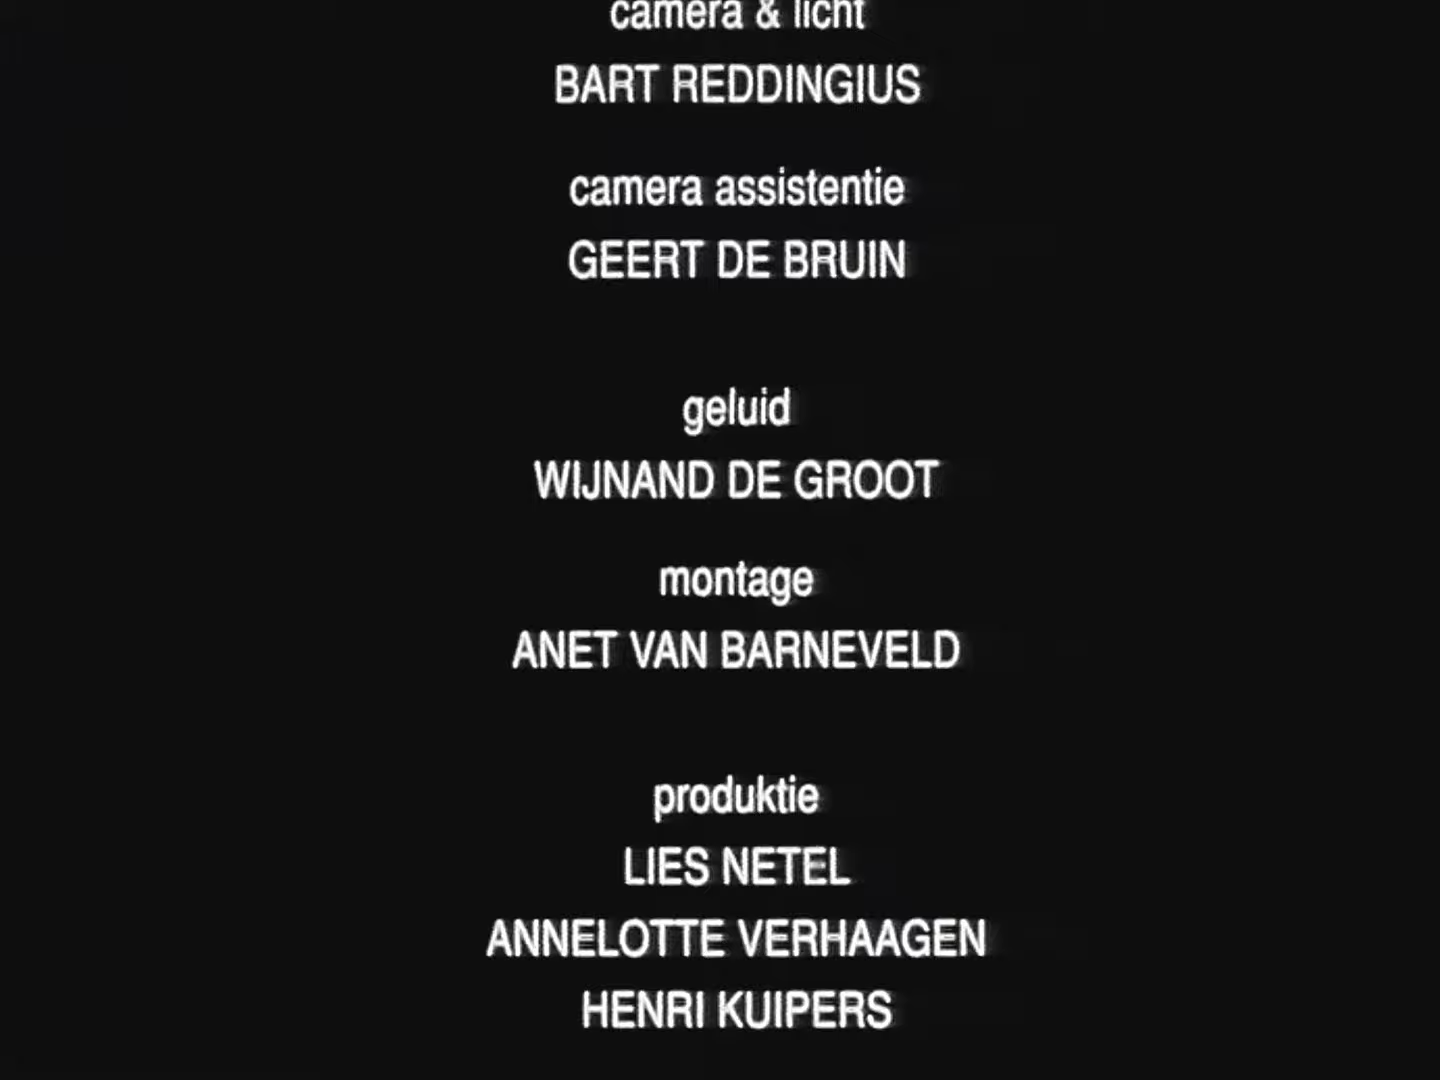 camera & licht
BART REDDINGIUS
camera assistentie
GEERT DE BRUIN
geluid
WIJNAND DE GROOT
montage
ANET VAN BARNEVELD
produktie
LIES NETEL
ANNELOTTE VERHAAGEN
HENRI KUIPERS